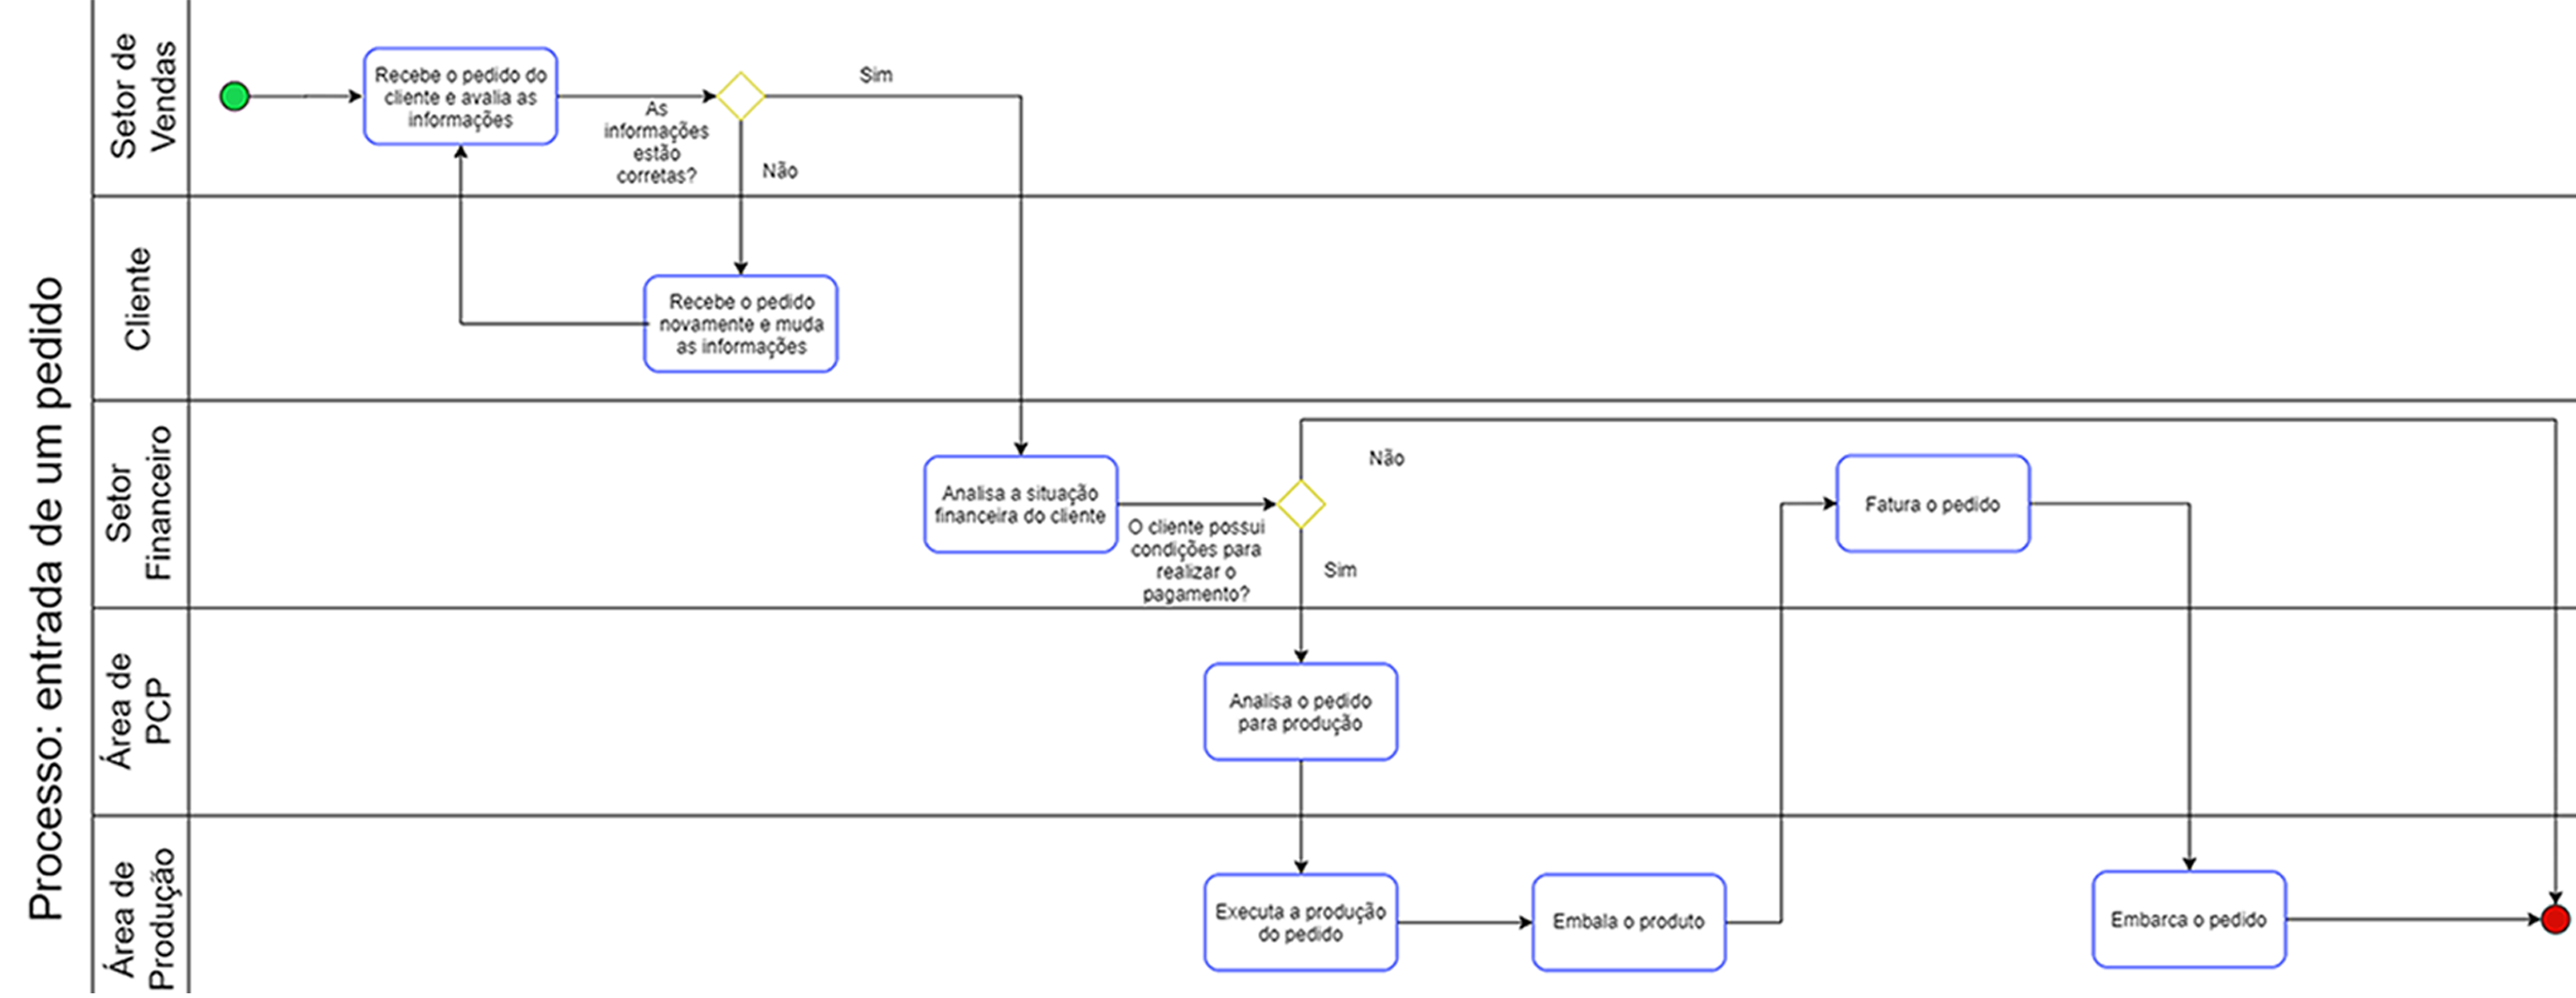 Processo: entrada de um pedido
Setor de
Vendas
Recebe o pedido do
cliente e avalia as
informações
As
informações
estão
corretas?
Sim
Não
Cliente
Recebe o pedido
novamente e muda
as informações
Setor
Financeiro
Analisa a situação
financeira do cliente
O cliente possui
condições para
realizar o
pagamento?
Não
Sim
Fatura o pedido
Área de
PCP
Analisa o pedido
para produção
Área de
Produção
Executa a produção
do pedido
Embala o produto
Embarca o pedido